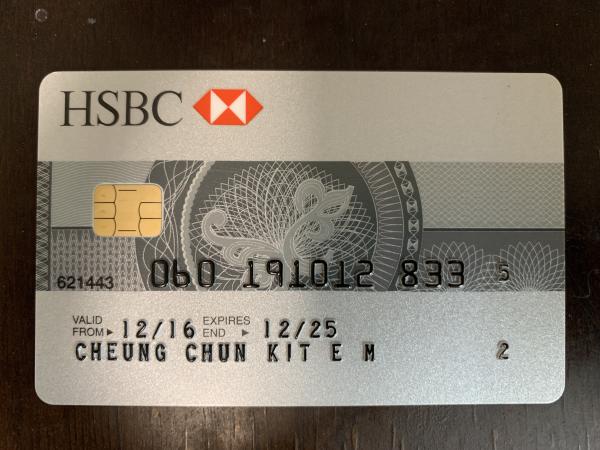 HSBC
621443 060 191012 833 5
VALID FROM 12/16 EXPIRES END 12/25
CHEUNG CHUN KIT E M 2